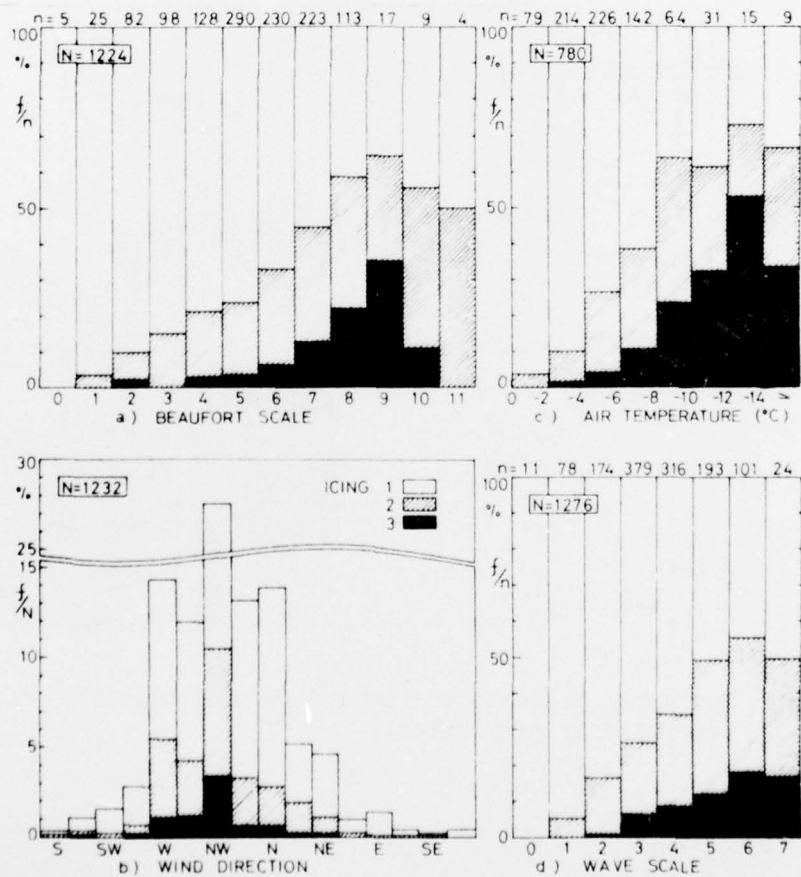 n= 5 25 82 98 128 290 230 223 113 17 9 4
100
%
N = 1224
f/n
50
0
0 1 2 3 4 5 6 7 8 9 10 11
a) BEAUFORT SCALE
n= 79 214 226 142 64 31 15 9
100
%
N=780
f/n
50
0
0 -2 -4 -6 -8 -10 -12 -14 >
c) AIR TEMPERATURE (°C)
30
%
N=1232
ICING 1
2
3
25
15
f/N
10
5
0
S SW W NW N NE E SE
b) WIND DIRECTION
n= 11 78 174 379 316 193 101 24
100
%
N=1276
f/n
50
0
0 1 2 3 4 5 6 7
d) WAVE SCALE